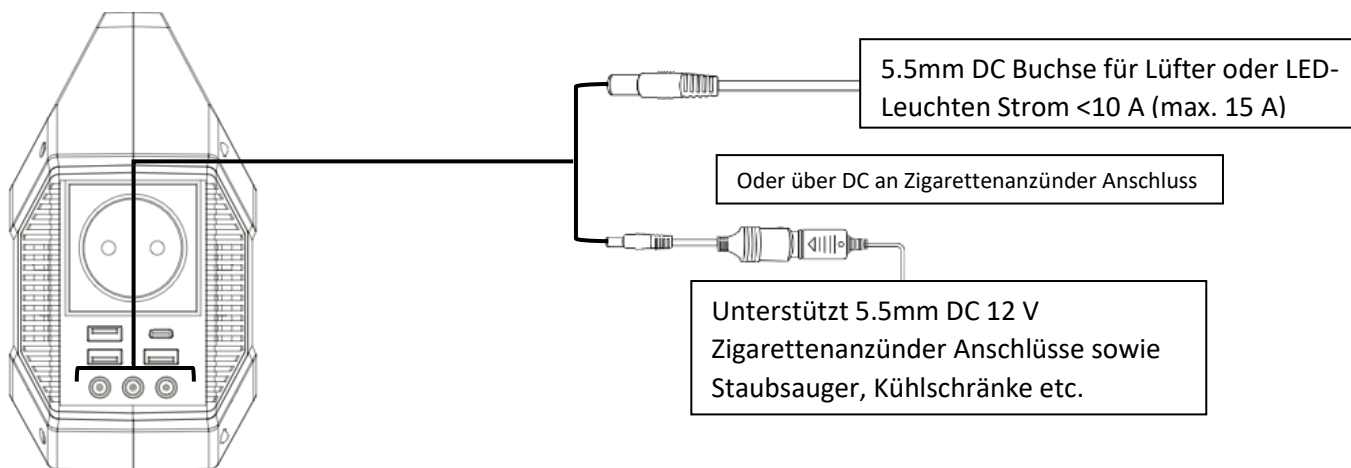 5.5mm DC Buchse für Lüfter oder LED-
Leuchten Strom <10 A (max. 15 A)
Oder über DC an Zigarettenanzünder Anschluss
Unterstützt 5.5mm DC 12 V
Zigarettenanzünder Anschlüsse sowie
Staubsauger, Kühlschränke etc.